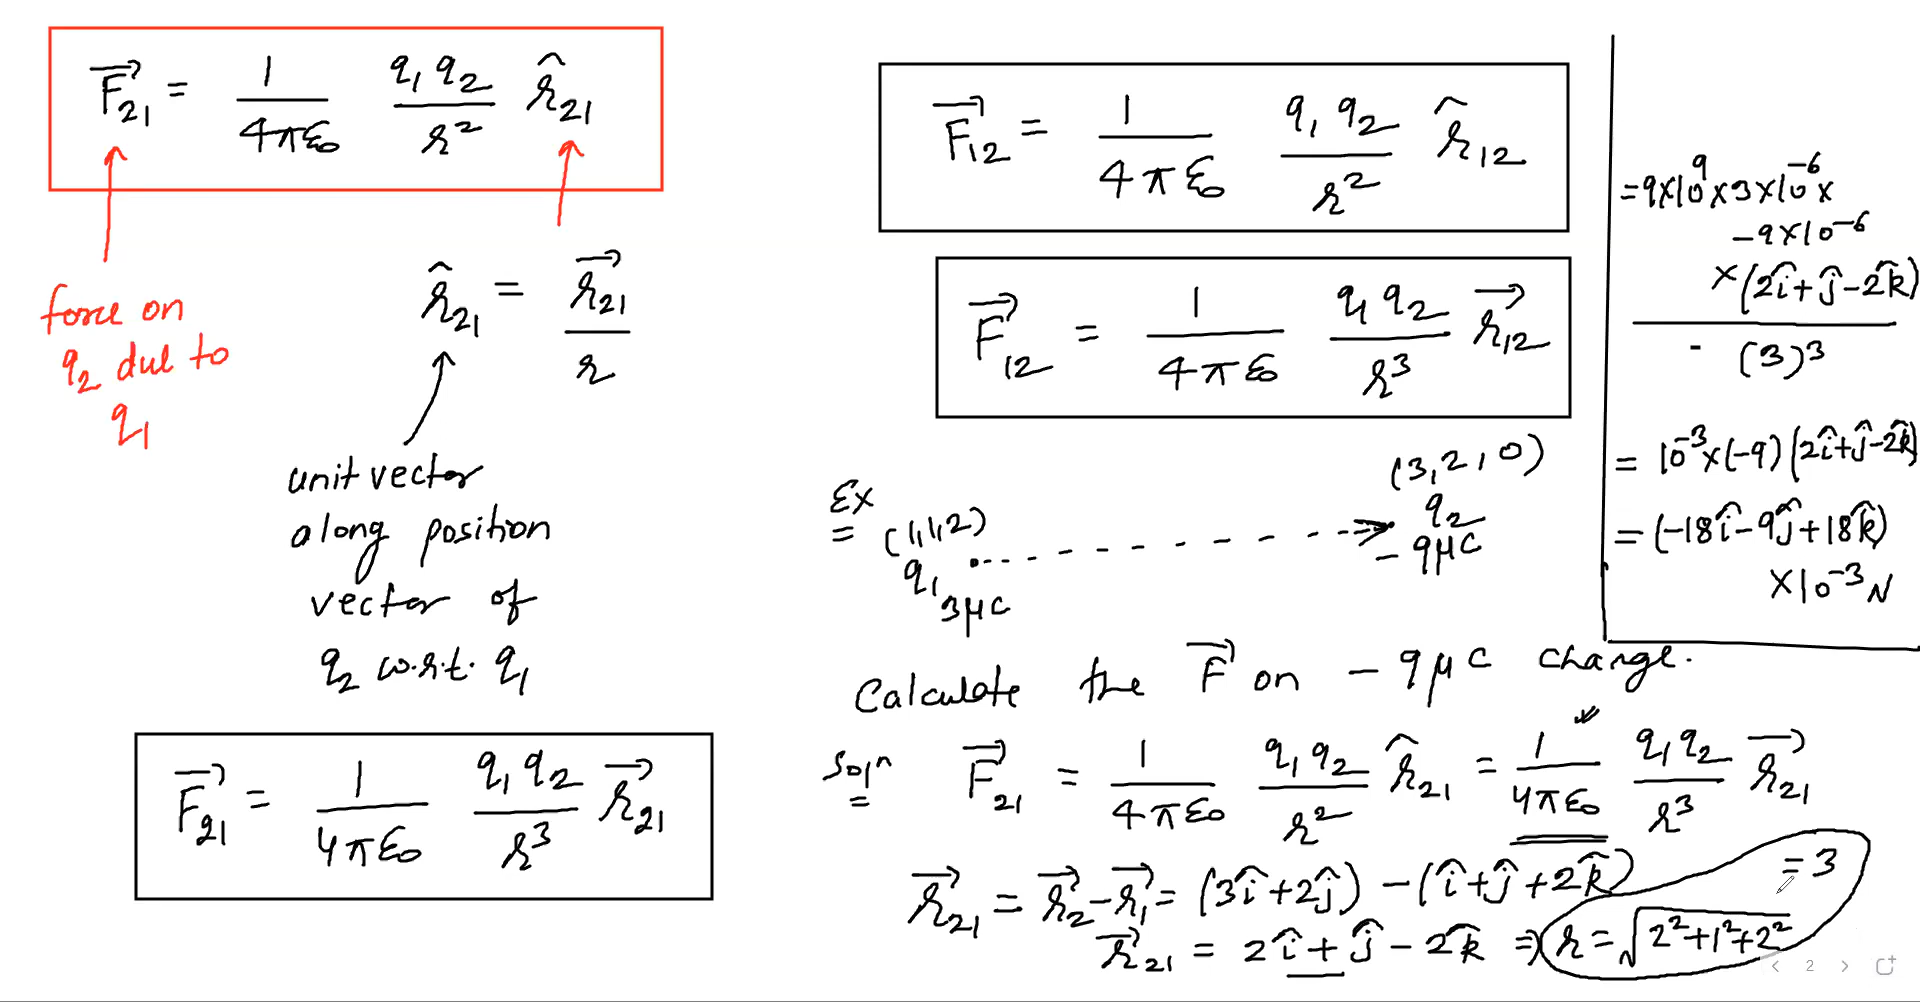 F⃗₂₁ = 1/4πε₀ q₁q₂/r² r̂₂₁
force on
q₂ due to
q₁
r̂₂₁ = r⃗₂₁/r
unit vector
along position
vector of
q₂ w.r.t. q₁
F⃗₂₁ = 1/4πε₀ q₁q₂/r³ r⃗₂₁
F⃗₁₂ = 1/4πε₀ q₁q₂/r² r̂₁₂
F⃗₁₂ = 1/4πε₀ q₁q₂/r³ r⃗₁₂
Ex
(1,1,2)
q₁
3μC
(3,2,0)
q₂
-9μC
Calculate the F⃗ on -9μC charge.
Soln F⃗₂₁ = 1/4πε₀ q₁q₂/r² r̂₂₁ = 1/4πε₀ q₁q₂/r³ r⃗₂₁
r⃗₂₁ = r⃗₂-r⃗₁ = (3î+2ĵ) -(î+ĵ+2k̂)
r⃗₂₁ = 2î+ĵ-2k̂ ⇒ r=√2²+1²+2²
=3
=9×10⁹×3×10⁻⁶×
-9×10⁻⁶
×(2î+ĵ-2k̂)
(3)³
= 10⁻³×(-9)(2î+ĵ-2k̂)
= (-18î-9ĵ+18k̂)
×10⁻³N
< 2 >